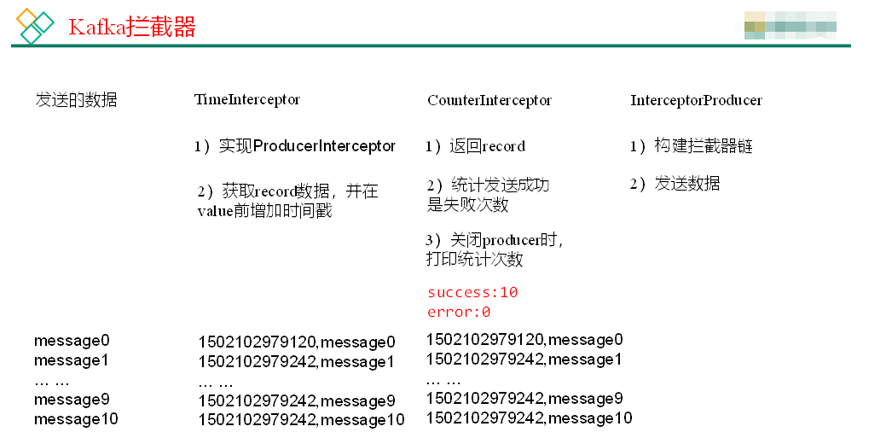 Kafka拦截器
发送的数据
TimeInterceptor
CounterInterceptor
InterceptorProducer
1）实现ProducerInterceptor
2）获取record数据，并在
value前增加时间戳
1）返回record
2）统计发送成功
是失败次数
3）关闭producer时，
打印统计次数
success:10
error:0
1）构建拦截器链
2）发送数据
message0
message1
... ...
message9
message10
1502102979120,message0
1502102979242,message1
... ...
1502102979242,message9
1502102979242,message10
1502102979120,message0
1502102979242,message1
... ...
1502102979242,message9
1502102979242,message10